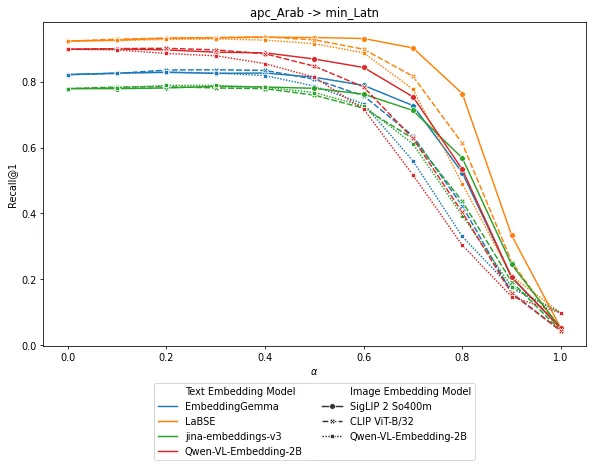 apc_Arab -> min_Latn
Recall@1
0.8
0.6
0.4
0.2
0.0
0.0
0.2
0.4
0.6
0.8
1.0
α
Text Embedding Model
EmbeddingGemma
LaBSE
jina-embeddings-v3
Qwen-VL-Embedding-2B
Image Embedding Model
SigLIP 2 So400m
CLIP ViT-B/32
Qwen-VL-Embedding-2B